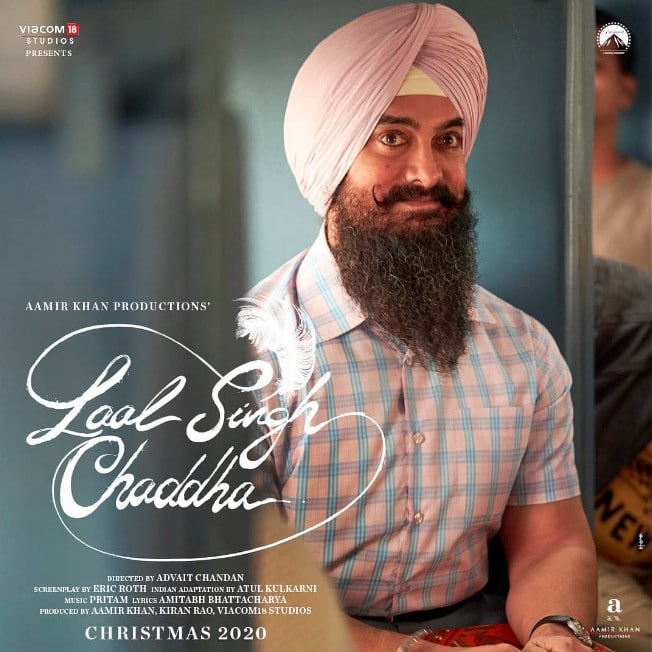 VIACOM 18
STUDIOS
PRESENTS
AAMIR KHAN PRODUCTIONS'
Laal Singh
Chaddha
DIRECTED BY ADVAIT CHANDAN
SCREENPLAY BY ERIC ROTH INDIAN ADAPTATION BY ATUL KULKARNI
MUSIC PRITAM LYRICS AMITABH BHATTACHARYA
PRODUCED BY AAMIR KHAN, KIRAN RAO, VIACOM18 STUDIOS
CHRISTMAS 2020
a
AAMIR KHAN
PRODUCTIONS